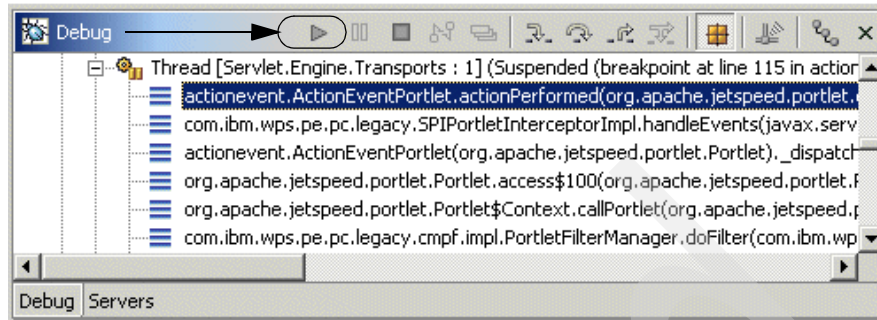 Debug
Thread [Servlet.Engine.Transports : 1] (Suspended (breakpoint at line 115 in action
actionevent.ActionEventPortlet.actionPerformed(org.apache.jetspeed.portlet.
com.ibm.wps.pe.pc.legacy.SPIPortletInterceptorImpl.handleEvents(javax.serv
actionevent.ActionEventPortlet(org.apache.jetspeed.portlet.Portlet)._dispatch
org.apache.jetspeed.portlet.Portlet.access$100(org.apache.jetspeed.portlet.P
org.apache.jetspeed.portlet.Portlet$Context.callPortlet(org.apache.jetspeed.p
com.ibm.wps.pe.pc.legacy.cmpf.impl.PortletFilterManager.doFilter(com.ibm.wp
Debug Servers